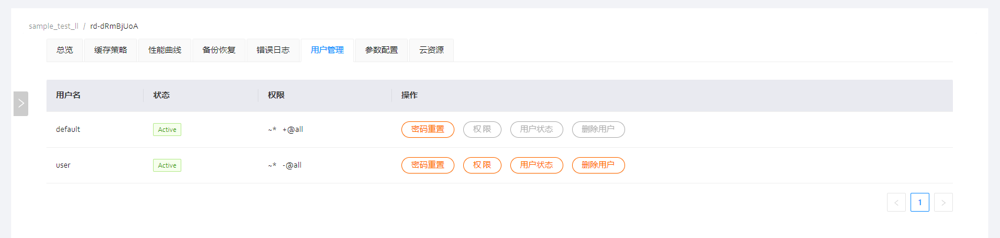 sample_test_ll / rd-dRmBjUoA
总览 缓存策略 性能曲线 备份恢复 错误日志 用户管理 参数配置 云资源
用户名 状态 权限 操作
default Active ~* +@all 密码重置 权限 用户状态 删除用户
user Active ~* -@all 密码重置 权限 用户状态 删除用户
< 1 >